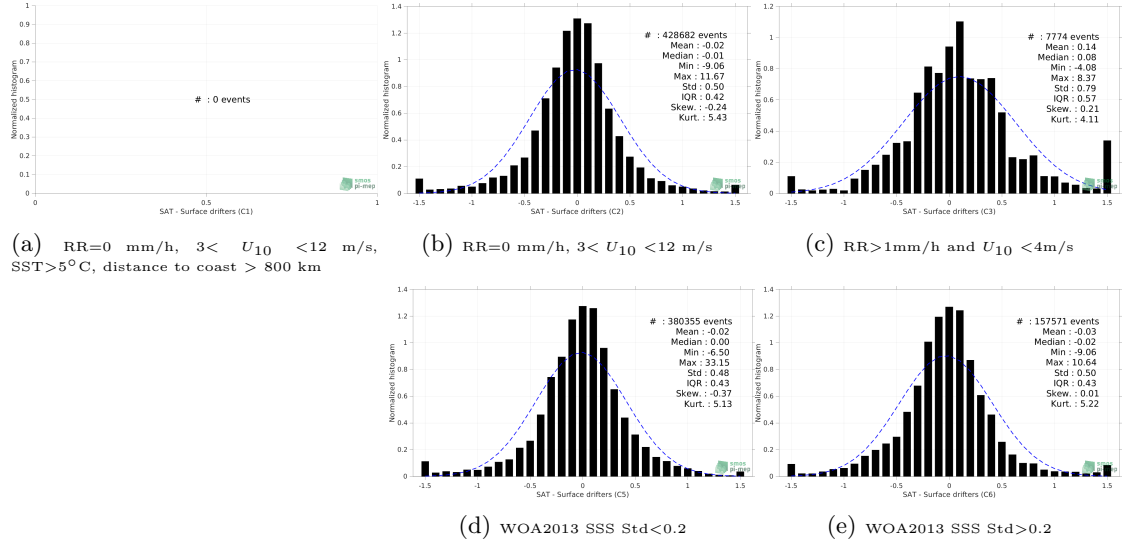 1
0.9
0.8
0.7
0.6
0.5
0.4
0.3
0.2
0.1
0
Normalized histogram
# : 0 events
smos
pi-mep
0 0.5 1
SAT - Surface drifters (C1)
(a) RR=0 mm/h, 3< U10 <12 m/s,
SST>5°C, distance to coast > 800 km
1.4
1.2
1
0.8
0.6
0.4
0.2
0
Normalized histogram
# : 428682 events
Mean : -0.02
Median : -0.01
Min : -9.06
Max : 11.67
Std : 0.50
IQR : 0.42
Skew. : -0.24
Kurt. : 5.43
smos
pi-mep
-1.5 -1 -0.5 0 0.5 1 1.5
SAT - Surface drifters (C2)
(b) RR=0 mm/h, 3< U10 <12 m/s
1.2
1
0.8
0.6
0.4
0.2
0
Normalized histogram
# : 7774 events
Mean : 0.14
Median : 0.08
Min : -4.08
Max : 8.37
Std : 0.79
IQR : 0.57
Skew. : 0.21
Kurt. : 4.11
smos
pi-mep
-1.5 -1 -0.5 0 0.5 1 1.5
SAT - Surface drifters (C3)
(c) RR>1mm/h and U10 <4m/s
1.4
1.2
1
0.8
0.6
0.4
0.2
0
Normalized histogram
# : 380355 events
Mean : -0.02
Median : 0.00
Min : -6.50
Max : 33.15
Std : 0.48
IQR : 0.43
Skew. : -0.37
Kurt. : 5.13
smos
pi-mep
-1.5 -1 -0.5 0 0.5 1 1.5
SAT - Surface drifters (C5)
(d) WOA2013 SSS Std<0.2
1.4
1.2
1
0.8
0.6
0.4
0.2
0
Normalized histogram
# : 157571 events
Mean : -0.03
Median : -0.02
Min : -9.06
Max : 10.64
Std : 0.50
IQR : 0.43
Skew. : 0.01
Kurt. : 5.22
smos
pi-mep
-1.5 -1 -0.5 0 0.5 1 1.5
SAT - Surface drifters (C6)
(e) WOA2013 SSS Std>0.2